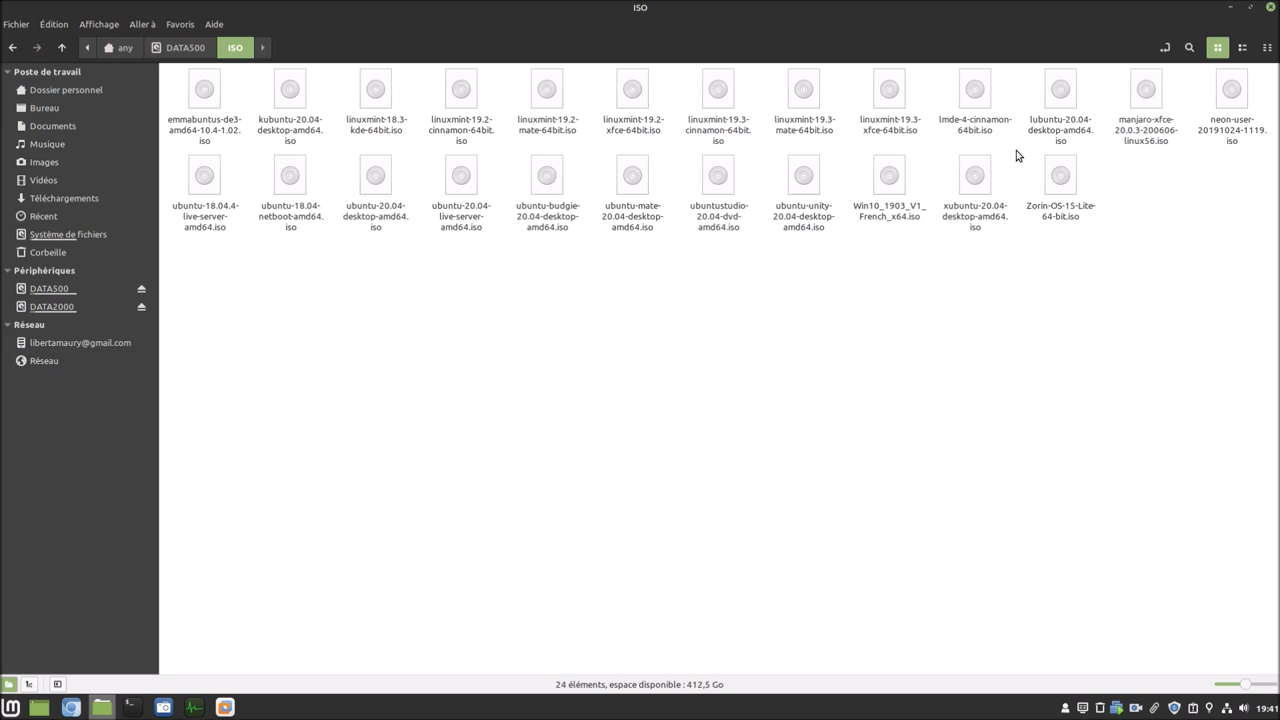 ISO
Fichier Édition Affichage Aller à Favoris Aide
any DATA500 ISO
Poste de travail
Dossier personnel
Bureau
Documents
Musique
Images
Vidéos
Téléchargements
Récent
Système de fichiers
Corbeille
Périphériques
DATA500
DATA2000
Réseau
libertamaury@gmail.com
Réseau
emmabuntus-de3-
amd64-10.4-1.02.
iso
kubuntu-20.04-
desktop-amd64.
iso
linuxmint-18.3-
kde-64bit.iso
linuxmint-19.2-
cinnamon-64bit.
iso
linuxmint-19.2-
mate-64bit.iso
linuxmint-19.2-
xfce-64bit.iso
linuxmint-19.3-
cinnamon-64bit.
iso
linuxmint-19.3-
mate-64bit.iso
linuxmint-19.3-
xfce-64bit.iso
lmde-4-cinnamon-
64bit.iso
lubuntu-20.04-
desktop-amd64.
iso
manjaro-xfce-
20.0.3-200606-
linux56.iso
neon-user-
20191024-1119.
iso
ubuntu-18.04.4-
live-server-
amd64.iso
ubuntu-18.04-
netboot-amd64.
iso
ubuntu-20.04-
desktop-amd64.
iso
ubuntu-20.04-
live-server-
amd64.iso
ubuntu-budgie-
20.04-desktop-
amd64.iso
ubuntu-mate-
20.04-desktop-
amd64.iso
ubuntustudio-
20.04-dvd-
amd64.iso
ubuntu-unity-
20.04-desktop-
amd64.iso
Win10_1903_V1_
French_x64.iso
xubuntu-20.04-
desktop-amd64.
iso
Zorin-OS-15-Lite-
64-bit.iso
24 éléments, espace disponible : 412,5 Go
19:41